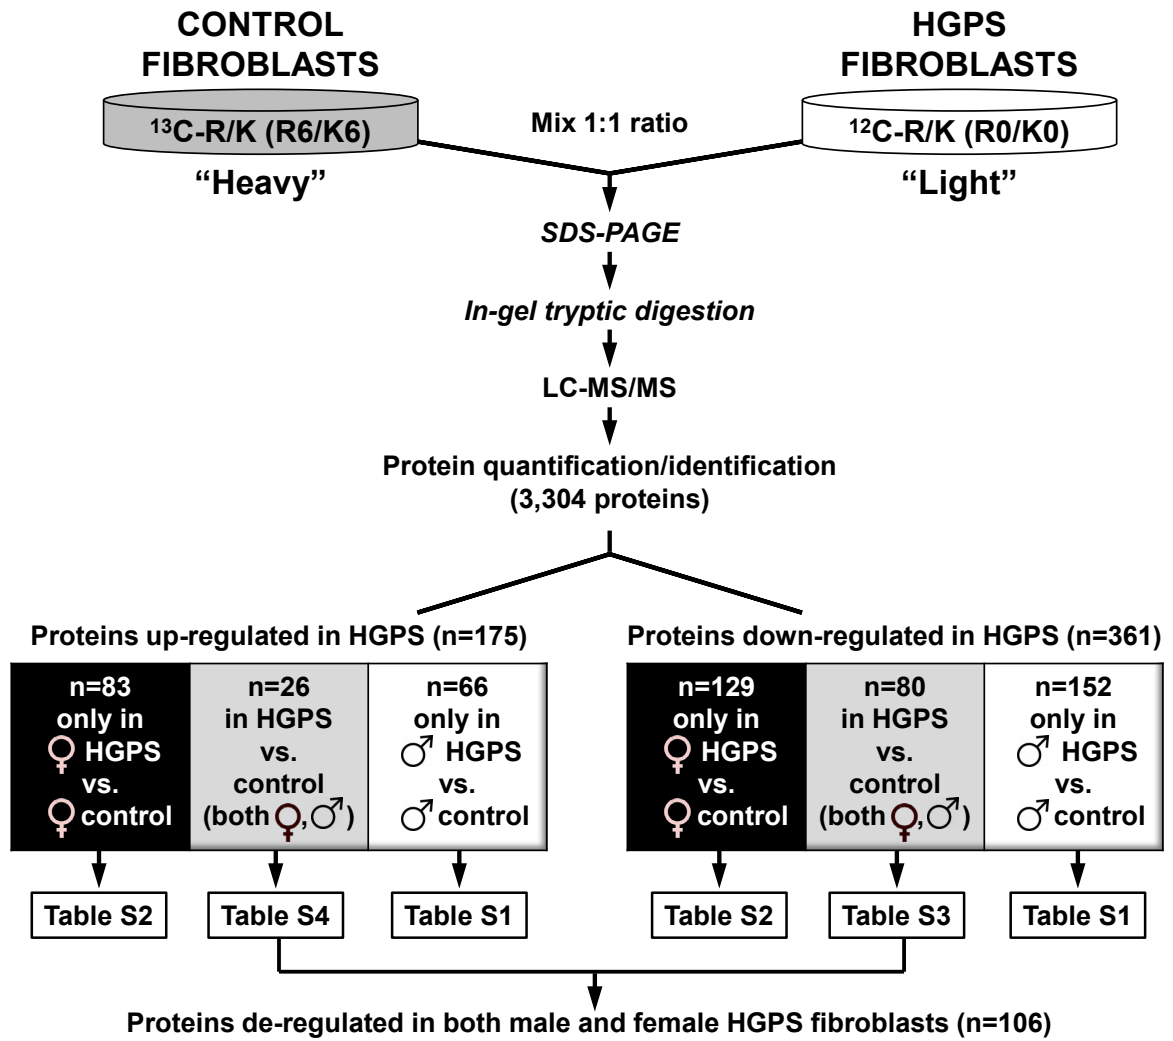 CONTROL
FIBROBLASTS
¹³C-R/K (R6/K6)
“Heavy”
Mix 1:1 ratio
HGPS
FIBROBLASTS
¹²C-R/K (R0/K0)
“Light”
SDS-PAGE
In-gel tryptic digestion
LC-MS/MS
Protein quantification/identification
(3,304 proteins)
Proteins up-regulated in HGPS (n=175)
n=83
only in
♀ HGPS
vs.
♀ control
n=26
in HGPS
vs.
control
(both ♀,♂)
n=66
only in
♂ HGPS
vs.
♂ control
Table S2
Table S4
Table S1
Proteins down-regulated in HGPS (n=361)
n=129
only in
♀ HGPS
vs.
♀ control
n=80
in HGPS
vs.
control
(both ♀,♂)
n=152
only in
♂ HGPS
vs.
♂ control
Table S2
Table S3
Table S1
Proteins de-regulated in both male and female HGPS fibroblasts (n=106)